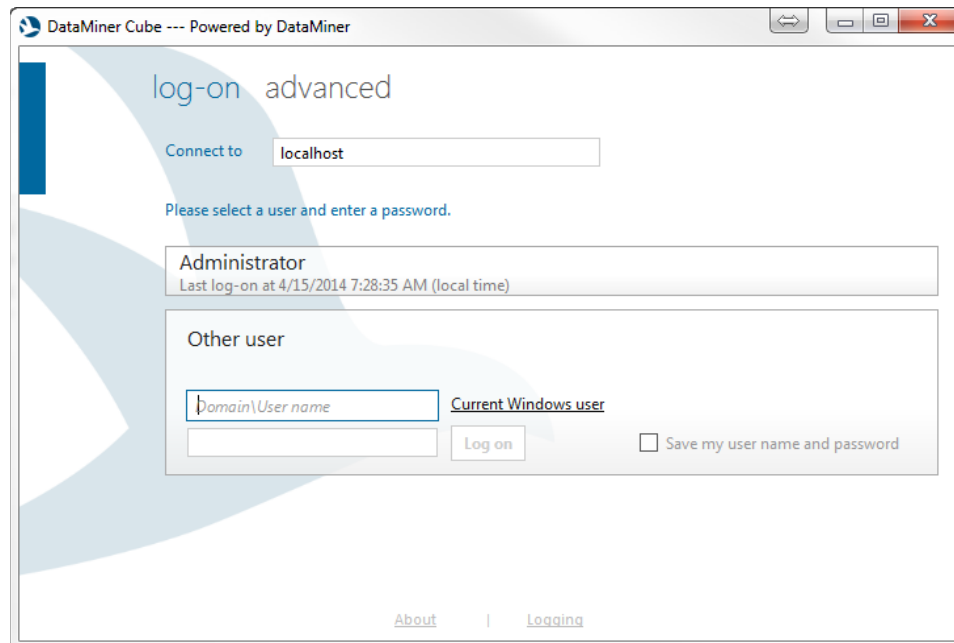 DataMiner Cube --- Powered by DataMiner
log-on advanced
Connect to localhost
Please select a user and enter a password.
Administrator
Last log-on at 4/15/2014 7:28:35 AM (local time)
Other user
Domain\User name Current Windows user
Log on Save my user name and password
About | Logging